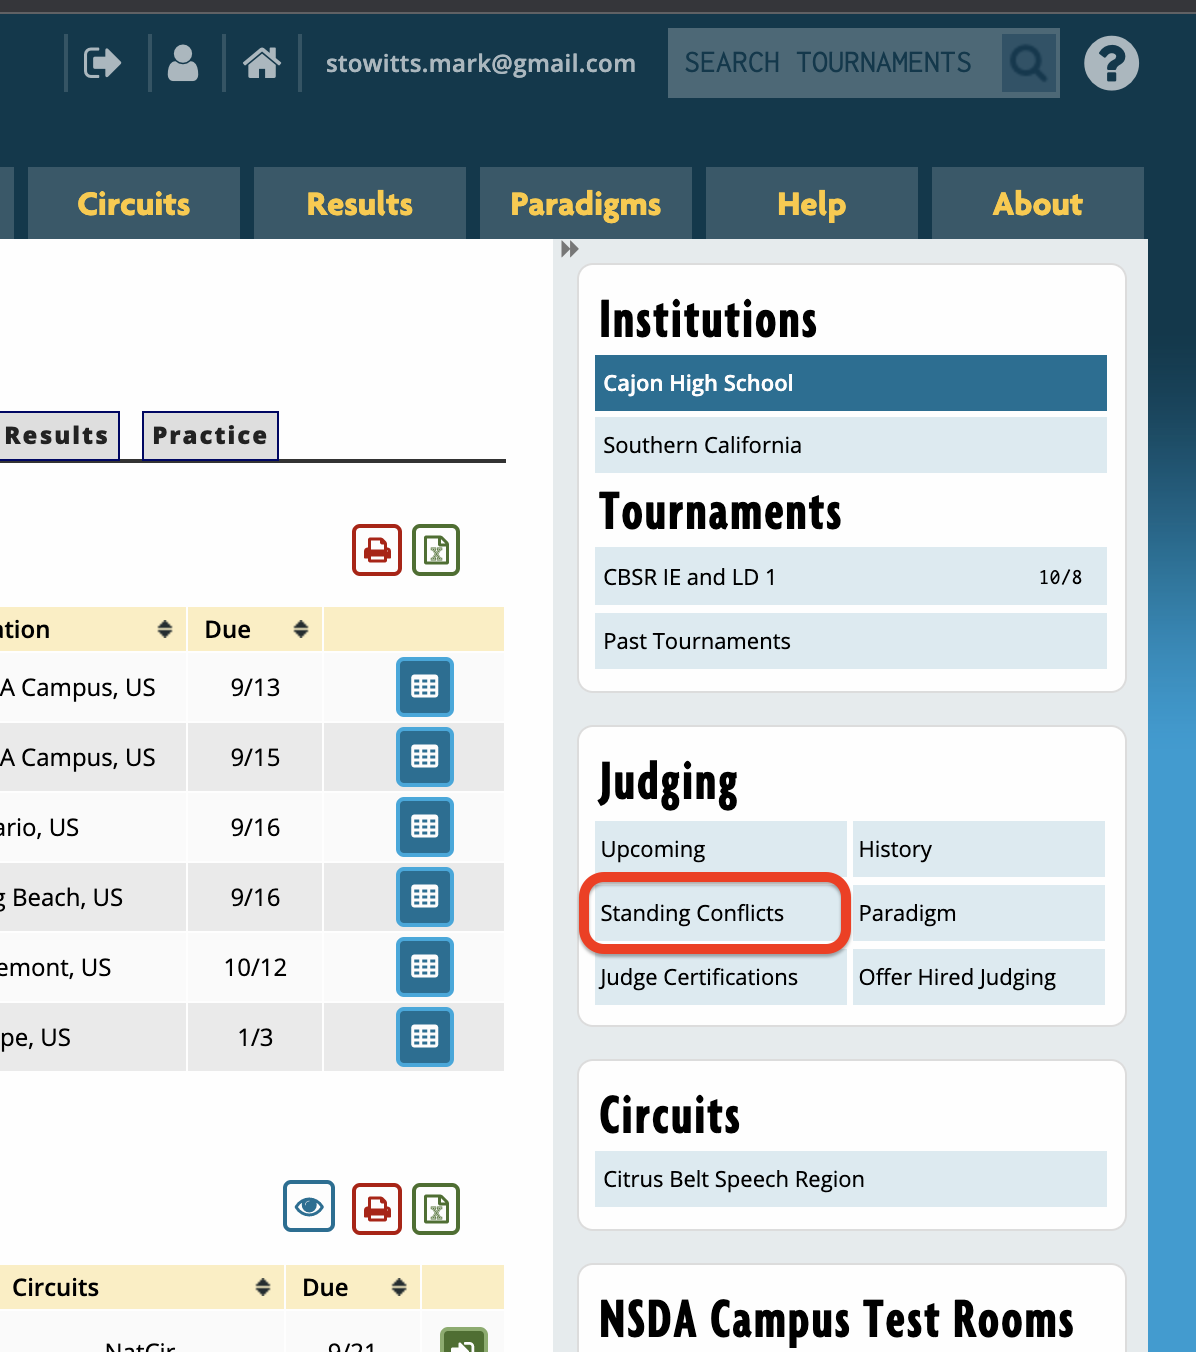 stowitts.mark@gmail.com
SEARCH TOURNAMENTS
?
Circuits
Results
Paradigms
Help
About
Results
Practice
ation
Due
A Campus, US
9/13
A Campus, US
9/15
ario, US
9/16
g Beach, US
9/16
emont, US
10/12
pe, US
1/3
Circuits
Due
NatCir
9/21
Institutions
Cajon High School
Southern California
Tournaments
CBSR IE and LD 1
10/8
Past Tournaments
Judging
Upcoming
History
Standing Conflicts
Paradigm
Judge Certifications
Offer Hired Judging
Circuits
Citrus Belt Speech Region
NSDA Campus Test Rooms